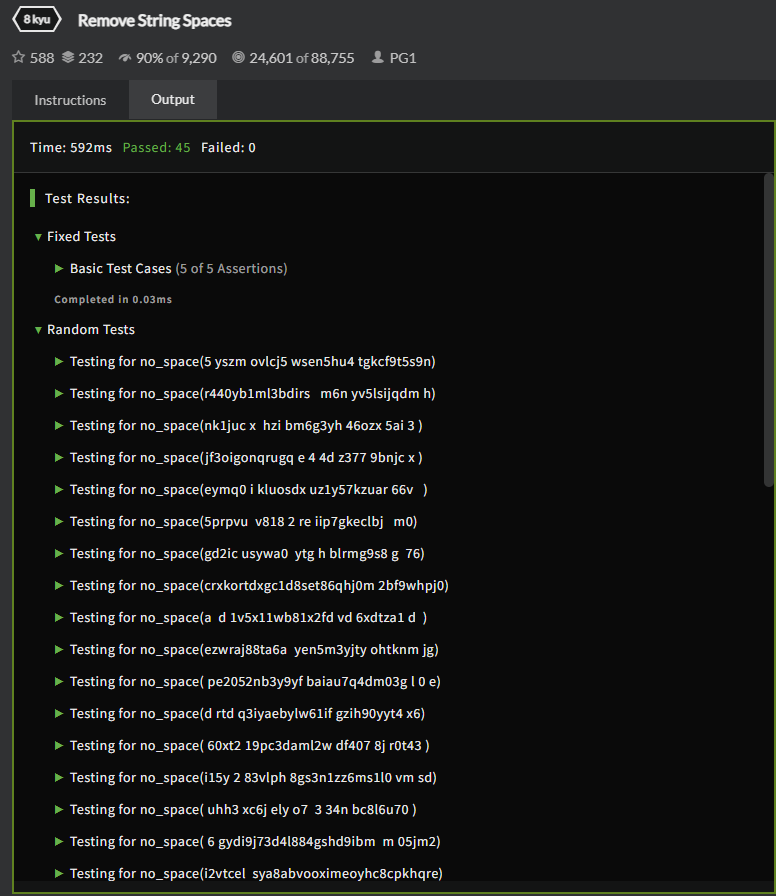 8 kyu Remove String Spaces
588 232 90% of 9,290 24,601 of 88,755 PG1
Instructions Output
Time: 592ms Passed: 45 Failed: 0
Test Results:
Fixed Tests
Basic Test Cases (5 of 5 Assertions)
Completed in 0.03ms
Random Tests
Testing for no_space(5 yszm ovlcj5 wsen5hu4 tgkcf9t5s9n)
Testing for no_space(r440yb1ml3bdirs   m6n yv5lsijqdm h)
Testing for no_space(nk1juc x  hzi bm6g3yh 46ozx 5ai 3 )
Testing for no_space(jf3oigonqrugq e 4 4d z377 9bnjc x )
Testing for no_space(eymq0 i kluosdx uz1y57kzuar 66v   )
Testing for no_space(5prpvu  v818 2 re iip7gkeclbj   m0)
Testing for no_space(gd2ic usywa0  ytg h blrmg9s8 g  76)
Testing for no_space(crxkortdxgc1d8set86qhj0m 2bf9whpj0)
Testing for no_space(a  d 1v5x11wb81x2fd vd 6xdtza1 d  )
Testing for no_space(ezwraj88ta6a  yen5m3yjty ohtknm jg)
Testing for no_space( pe2052nb3y9yf baiau7q4dm03g l 0 e)
Testing for no_space(d rtd q3iyaebylw61if gzih90yyt4 x6)
Testing for no_space( 60xt2 19pc3daml2w df407 8j r0t43 )
Testing for no_space(i15y 2 83vlph 8gs3n1zz6ms1l0 vm sd)
Testing for no_space( uhh3 xc6j ely o7  3 34n bc8l6u70 )
Testing for no_space( 6 gydi9j73d4l884gshd9ibm  m 05jm2)
Testing for no_space(i2vtcel  sya8abvooximeoyhc8cpkhqre)